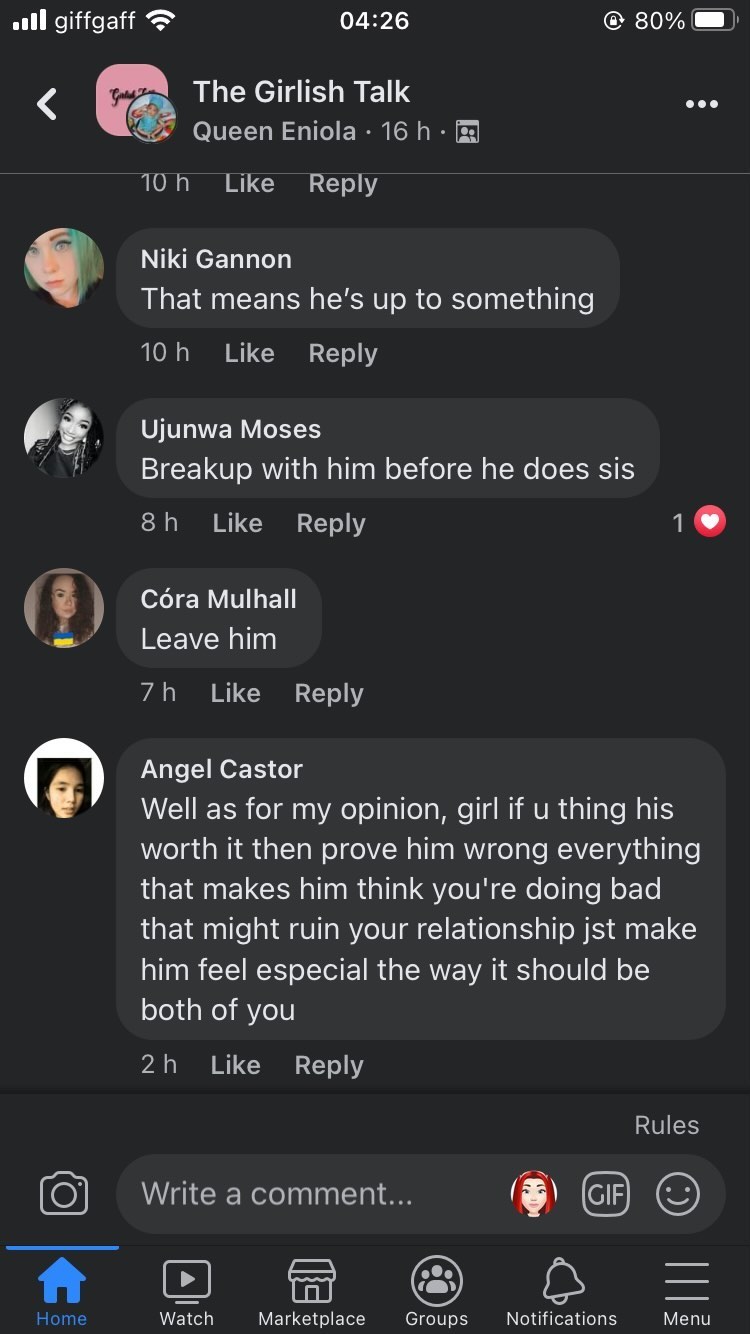 giffgaff 04:26 80%
The Girlish Talk
Queen Eniola · 16 h ·
10 h Like Reply
Niki Gannon
That means he’s up to something
10 h Like Reply
Ujunwa Moses
Breakup with him before he does sis
8 h Like Reply 1
Córa Mulhall
Leave him
7 h Like Reply
Angel Castor
Well as for my opinion, girl if u thing his
worth it then prove him wrong everything
that makes him think you're doing bad
that might ruin your relationship jst make
him feel especial the way it should be
both of you
2 h Like Reply
Rules
Write a comment... GIF
Home Watch Marketplace Groups Notifications Menu